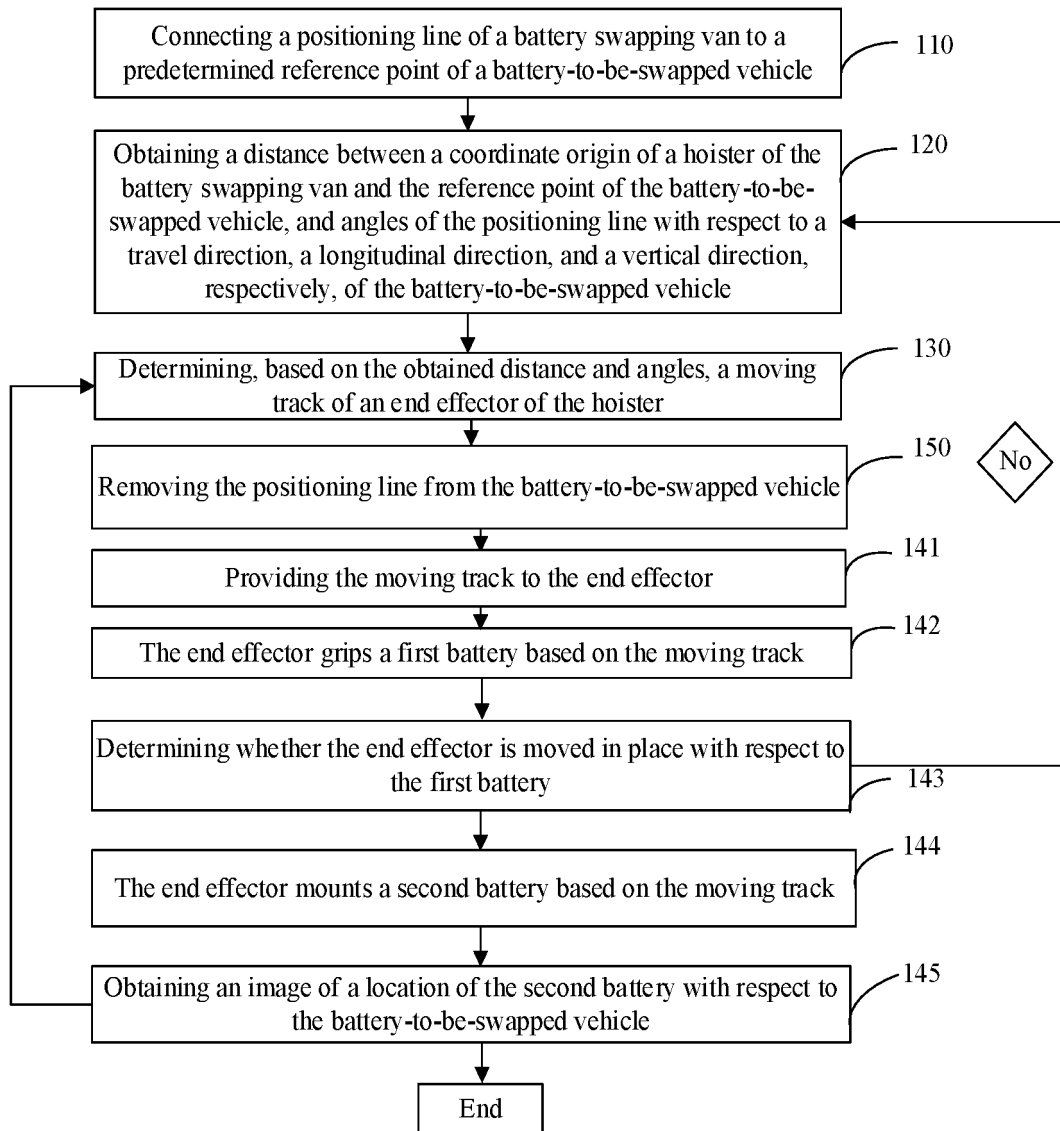 Connecting a positioning line of a battery swapping van to a
predetermined reference point of a battery-to-be-swapped vehicle
110
Obtaining a distance between a coordinate origin of a hoister of the
battery swapping van and the reference point of the battery-to-be-
swapped vehicle, and angles of the positioning line with respect to a
travel direction, a longitudinal direction, and a vertical direction,
respectively, of the battery-to-be-swapped vehicle
120
Determining, based on the obtained distance and angles, a moving
track of an end effector of the hoister
130
Removing the positioning line from the battery-to-be-swapped vehicle
150
No
Providing the moving track to the end effector
141
The end effector grips a first battery based on the moving track
142
Determining whether the end effector is moved in place with respect to
the first battery
143
The end effector mounts a second battery based on the moving track
144
Obtaining an image of a location of the second battery with respect to
the battery-to-be-swapped vehicle
145
End